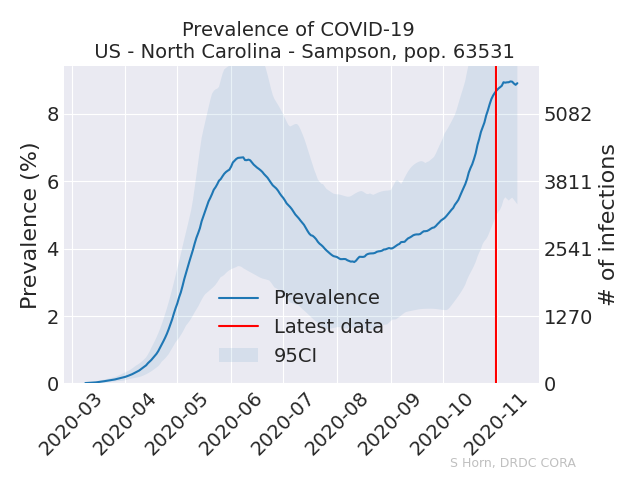 Prevalence of COVID-19
US - North Carolina - Sampson, pop. 63531
Prevalence (%)
8
6
4
2
0
5082
3811
2541
1270
0
# of infections
Prevalence
Latest data
95CI
2020-03
2020-04
2020-05
2020-06
2020-07
2020-08
2020-09
2020-10
2020-11
S Horn, DRDC CORA